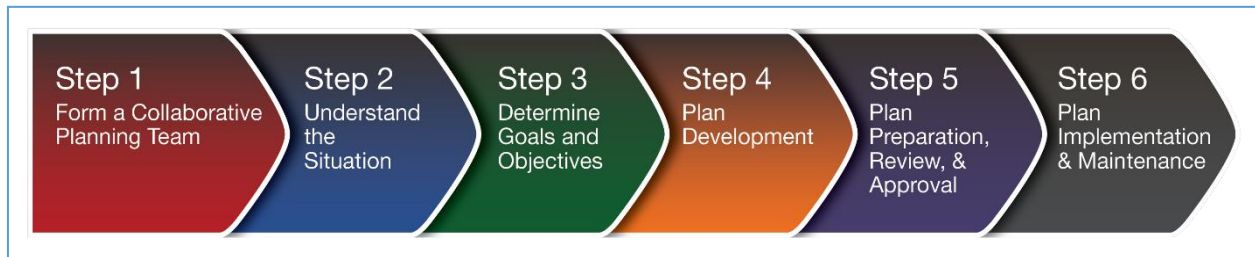 Step 1
Form a Collaborative
Planning Team
Step 2
Understand
the
Situation
Step 3
Determine
Goals and
Objectives
Step 4
Plan
Development
Step 5
Plan
Preparation,
Review, &
Approval
Step 6
Plan
Implementation
& Maintenance